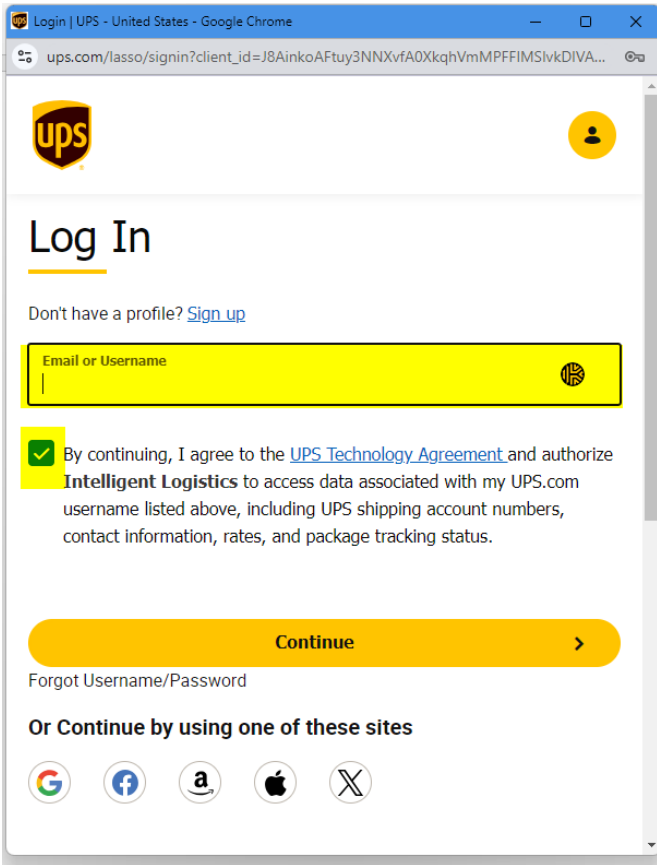 Login | UPS - United States - Google Chrome
ups.com/lasso/signin?client_id=J8AinkoAFtuy3NNXvfA0XkqhVmMPFFIMSlvkDIVA...
ups
Log In
Don't have a profile? Sign up
Email or Username
By continuing, I agree to the UPS Technology Agreement and authorize
Intelligent Logistics to access data associated with my UPS.com
username listed above, including UPS shipping account numbers,
contact information, rates, and package tracking status.
Continue
Forgot Username/Password
Or Continue by using one of these sites